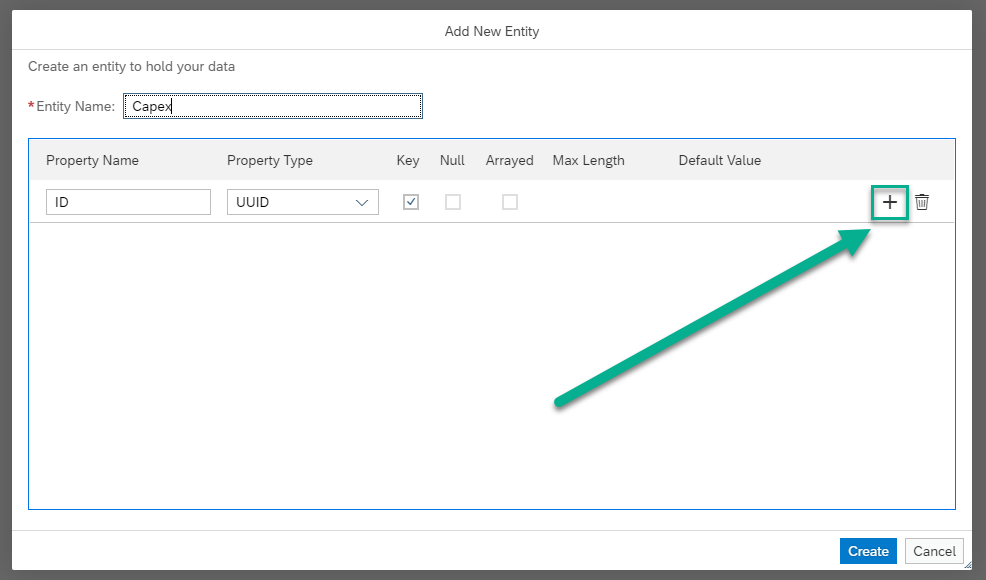 Add New Entity
Create an entity to hold your data
*Entity Name: Capex
Property Name Property Type Key Null Arrayed Max Length Default Value
ID UUID
Create Cancel